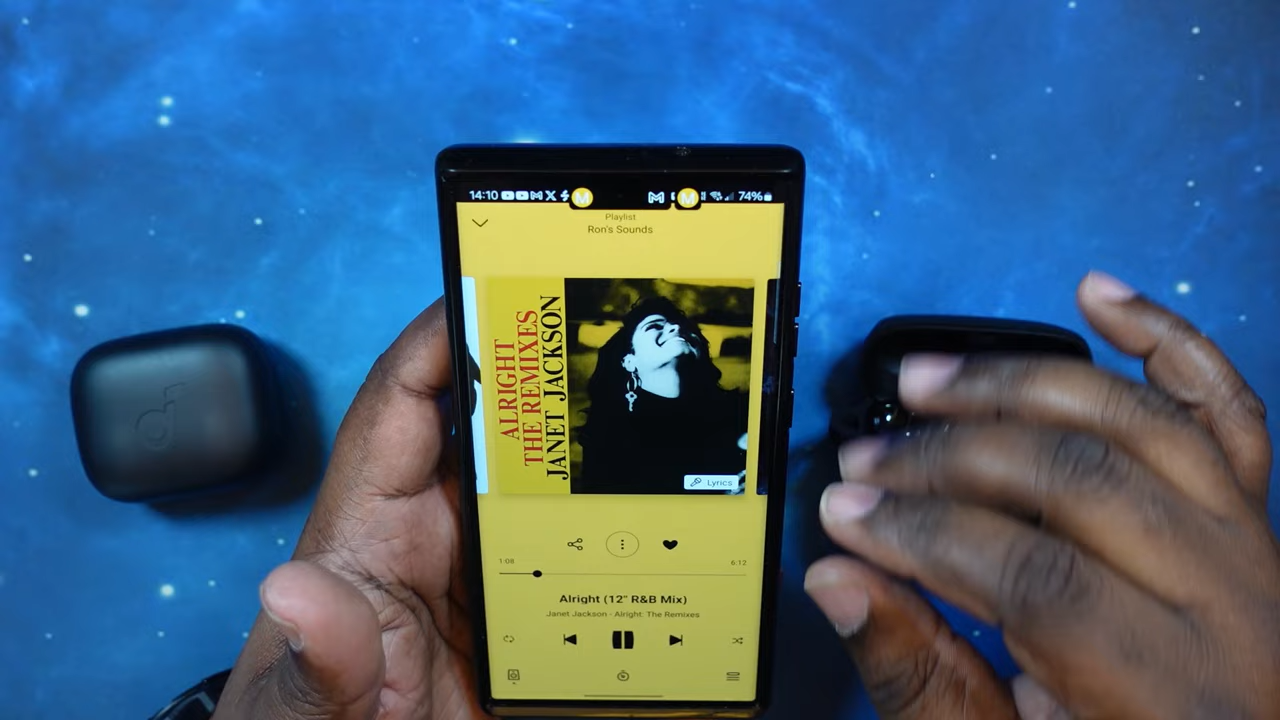 14:10
74%
Playlist
Ron's Sounds
ALRIGHT
THE REMIXES
JANET JACKSON
Lyrics
1:08
6:12
Alright (12" R&B Mix)
Janet Jackson - Alright: The Remixes